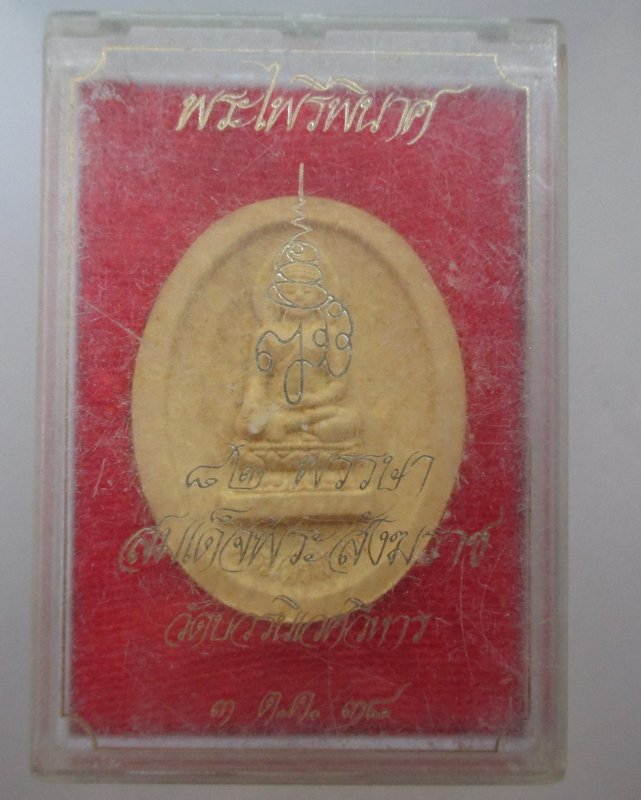 พระไพรีพินาศ
๘๒ พรรษา
สมเด็จพระสังฆราช
วัดบวรนิเวศวิหาร
๓ ต.ค. ๓๘